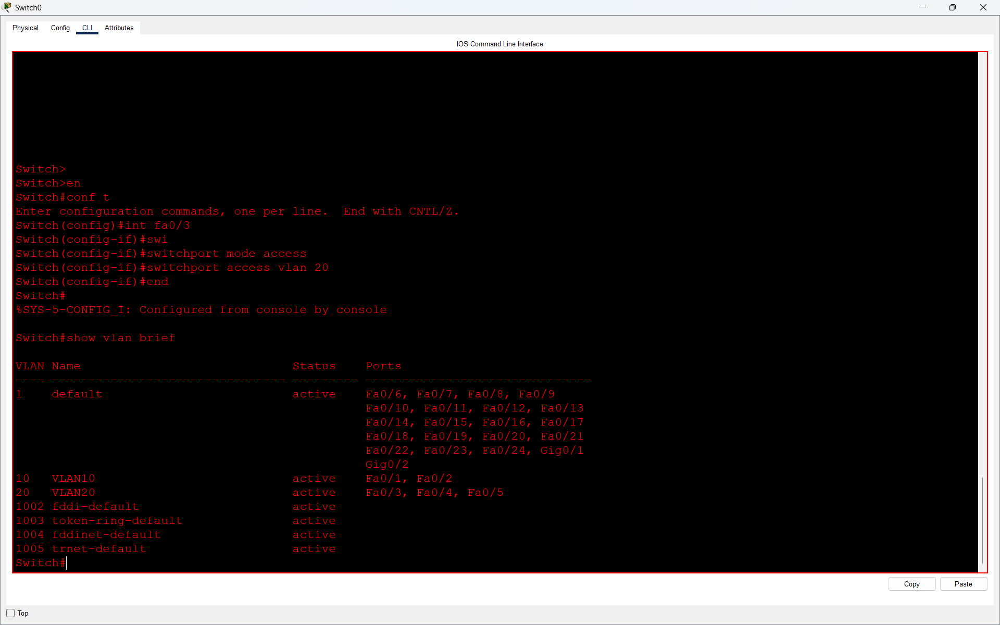 Switch0
Physical Config CLI Attributes
IOS Command Line Interface
Switch>
Switch>en
Switch#conf t
Enter configuration commands, one per line.  End with CNTL/Z.
Switch(config)#int fa0/3
Switch(config-if)#swi
Switch(config-if)#switchport mode access
Switch(config-if)#switchport access vlan 20
Switch(config-if)#end
Switch#
%SYS-5-CONFIG_I: Configured from console by console
Switch#show vlan brief
VLAN Name                             Status    Ports
---- -------------------------------- --------- -------------------------------
1    default                          active    Fa0/6, Fa0/7, Fa0/8, Fa0/9
                                                Fa0/10, Fa0/11, Fa0/12, Fa0/13
                                                Fa0/14, Fa0/15, Fa0/16, Fa0/17
                                                Fa0/18, Fa0/19, Fa0/20, Fa0/21
                                                Fa0/22, Fa0/23, Fa0/24, Gig0/1
                                                Gig0/2
10   VLAN10                           active    Fa0/1, Fa0/2
20   VLAN20                           active    Fa0/3, Fa0/4, Fa0/5
1002 fddi-default                     active
1003 token-ring-default               active
1004 fddinet-default                  active
1005 trnet-default                    active
Switch#
Copy Paste
Top